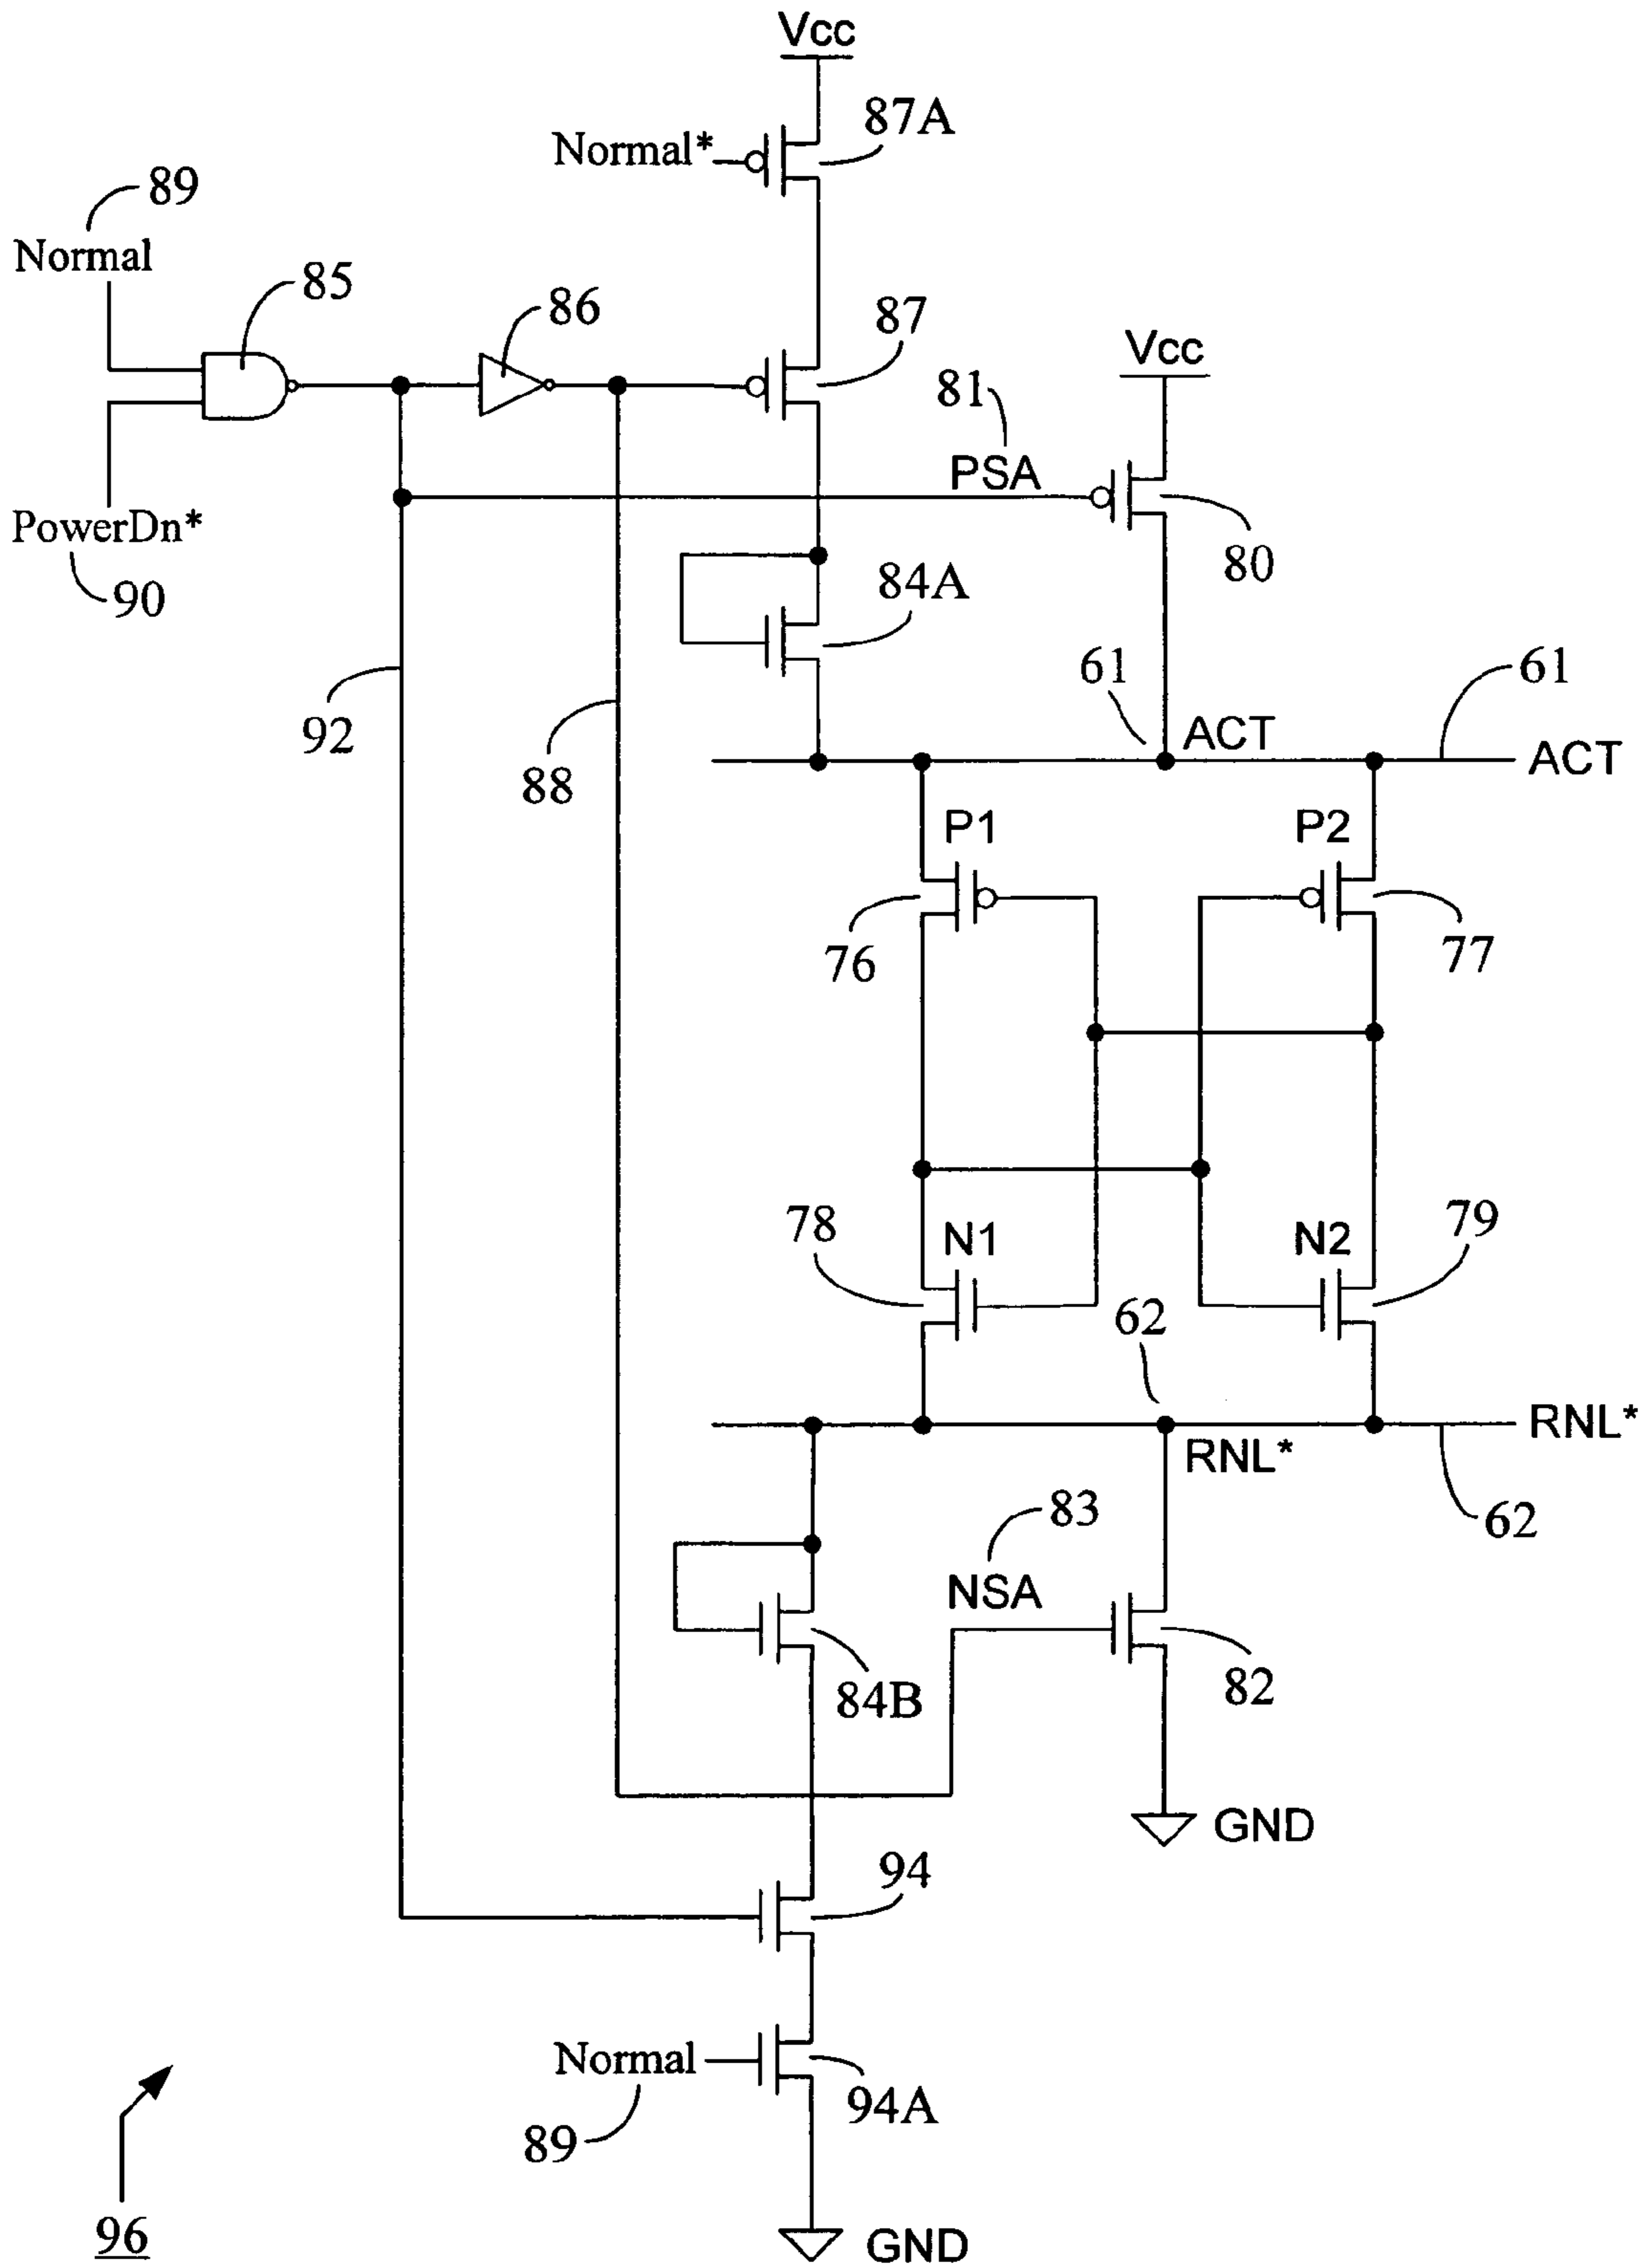 Vcc
87A
Normal*
89
Normal
85
86
87
Vcc
81
PSA
80
PowerDn*
90
84A
61
61
92
ACT
ACT
88
P1
P2
76
77
78
N1
N2
79
62
RNL*
RNL*
83
62
NSA
84B
82
GND
94
Normal
94A
89
96
GND